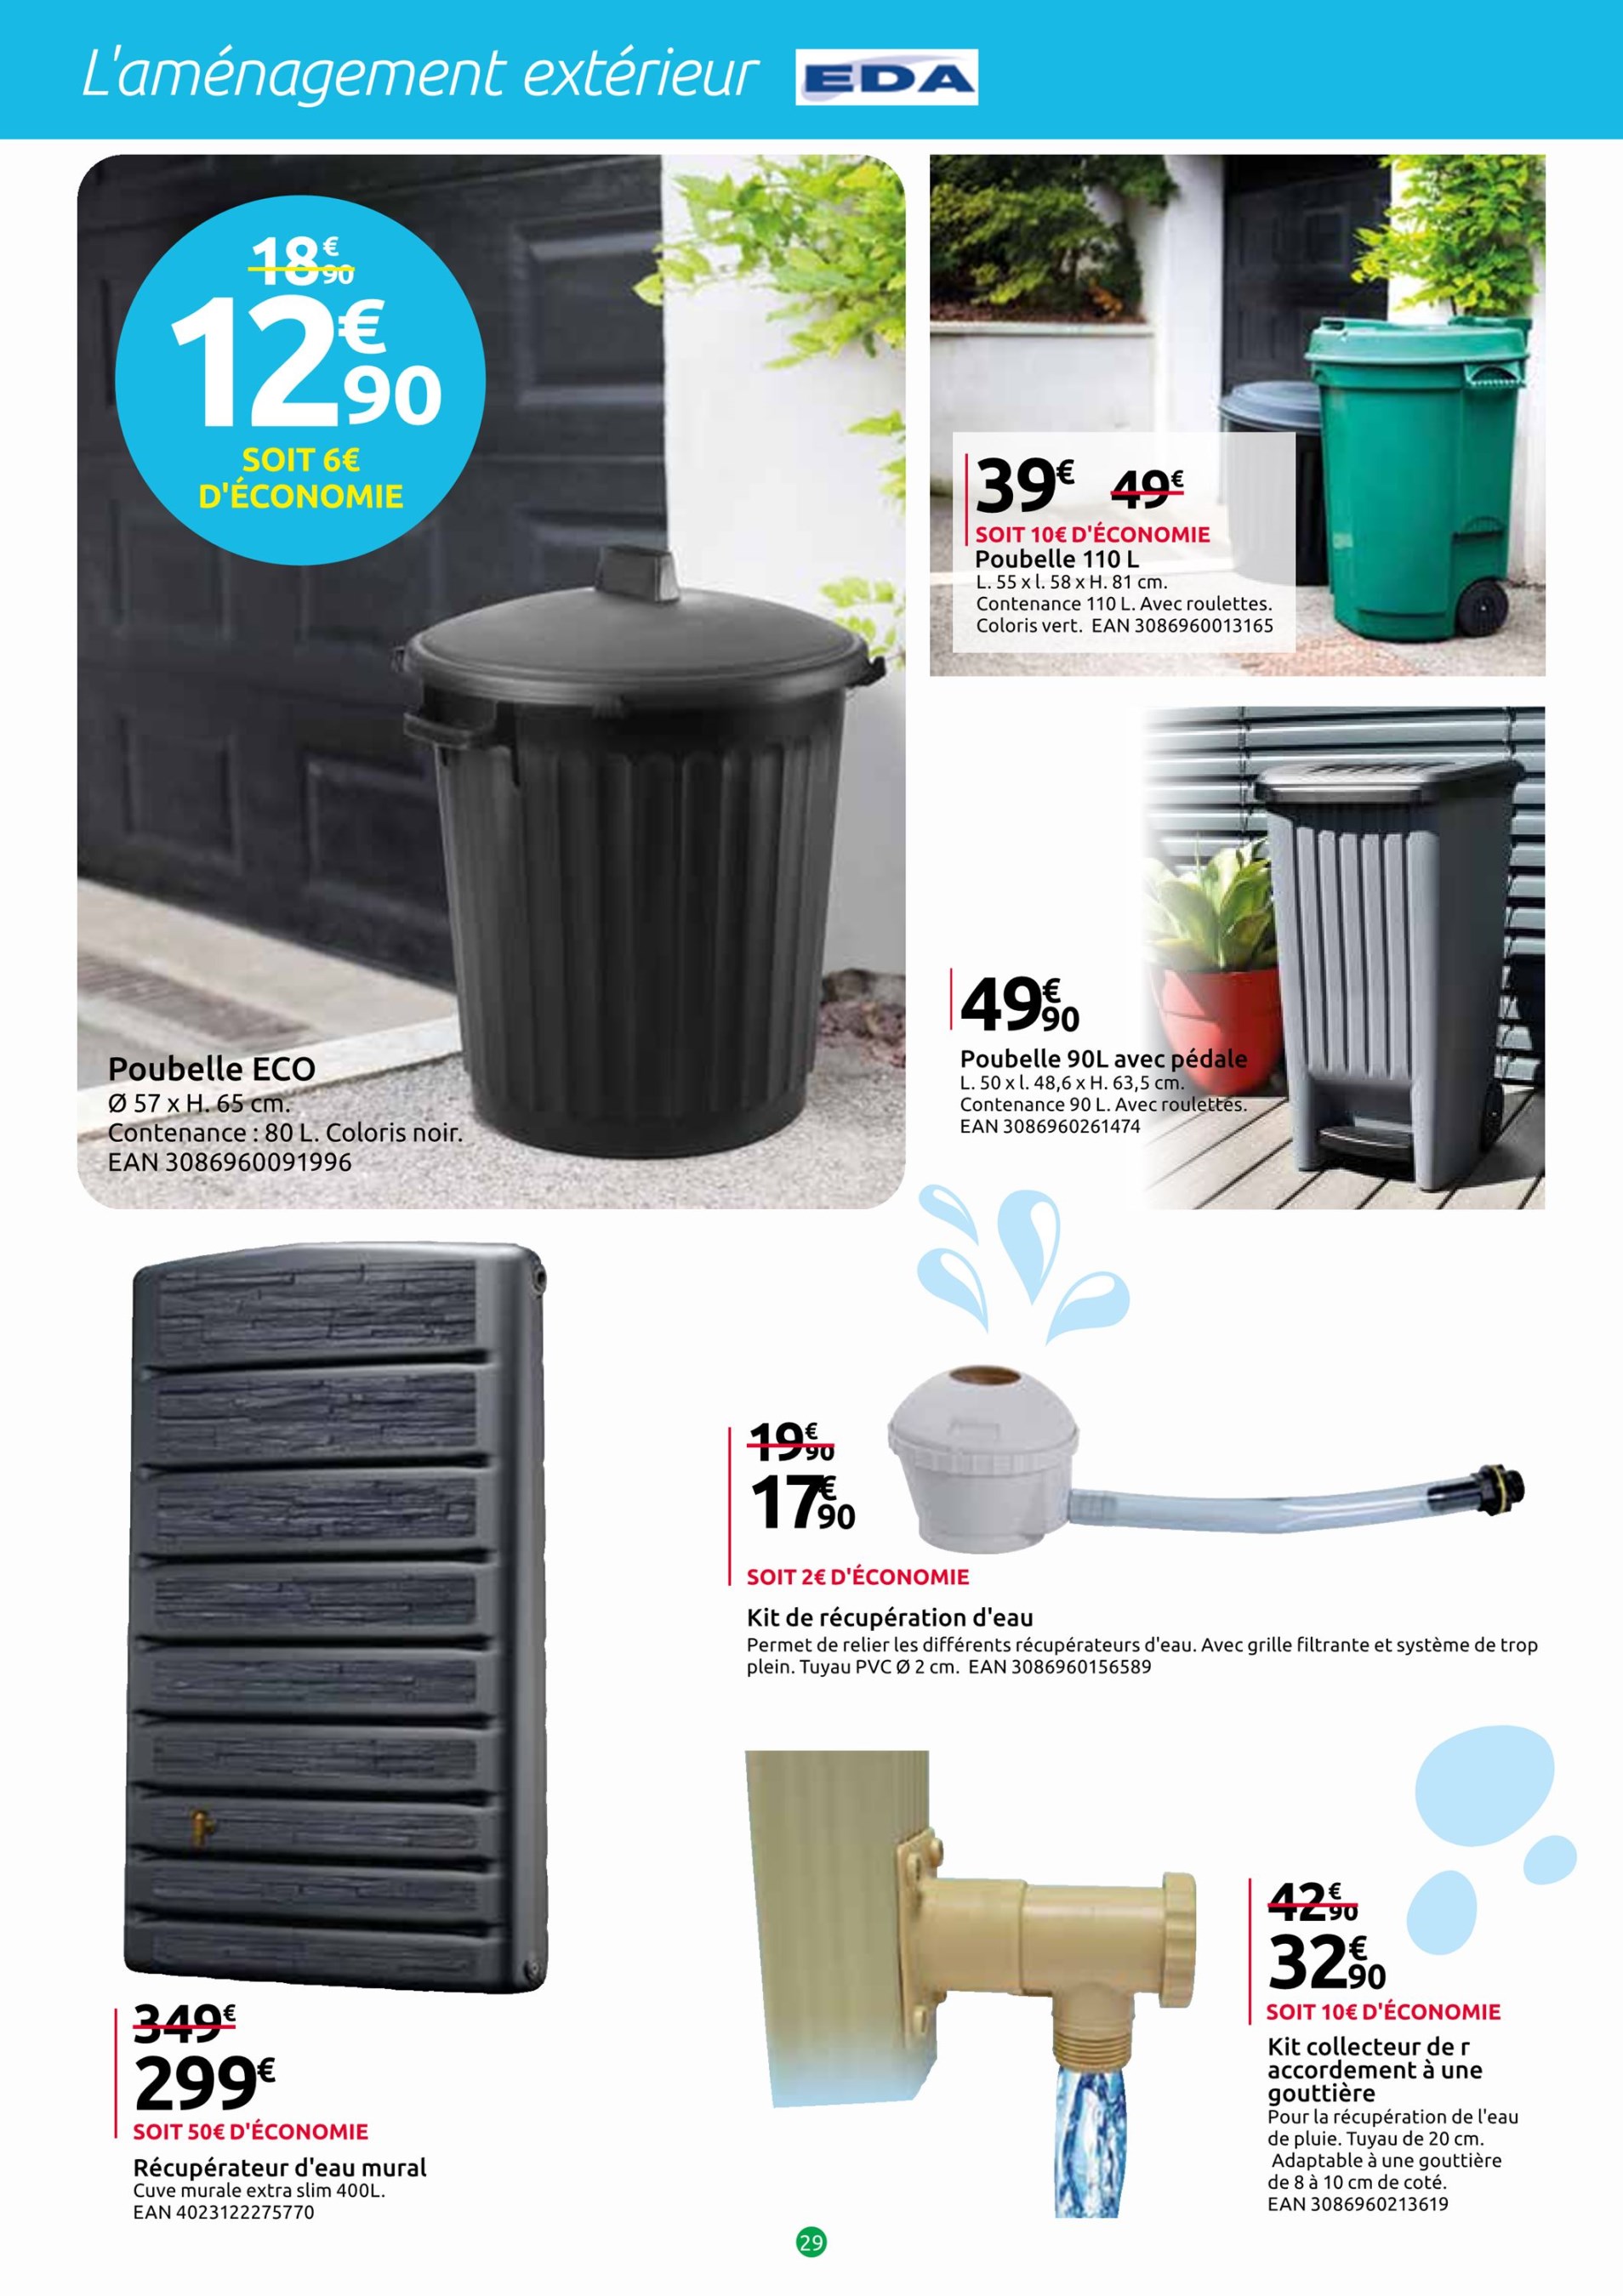 L'aménagement extérieur EDA
18€90
12€90
SOIT 6€
D'ÉCONOMIE
Poubelle ECO
Ø 57 x H. 65 cm.
Contenance : 80 L. Coloris noir.
EAN 3086960091996
39€ 49€
SOIT 10€ D'ÉCONOMIE
Poubelle 110 L
L. 55 x l. 58 x H. 81 cm.
Contenance 110 L. Avec roulettes.
Coloris vert. EAN 3086960013165
49€90
Poubelle 90L avec pédale
L. 50 x l. 48,6 x H. 63,5 cm.
Contenance 90 L. Avec roulettes.
EAN 3086960261474
19€90
17€90
SOIT 2€ D'ÉCONOMIE
Kit de récupération d'eau
Permet de relier les différents récupérateurs d'eau. Avec grille filtrante et système de trop
plein. Tuyau PVC Ø 2 cm. EAN 3086960156589
349€
299€
SOIT 50€ D'ÉCONOMIE
Récupérateur d'eau mural
Cuve murale extra slim 400L.
EAN 4023122275770
42€90
32€90
SOIT 10€ D'ÉCONOMIE
Kit collecteur de r
accordement à une
gouttière
Pour la récupération de l'eau
de pluie. Tuyau de 20 cm.
Adaptable à une gouttière
de 8 à 10 cm de coté.
EAN 3086960213619
29